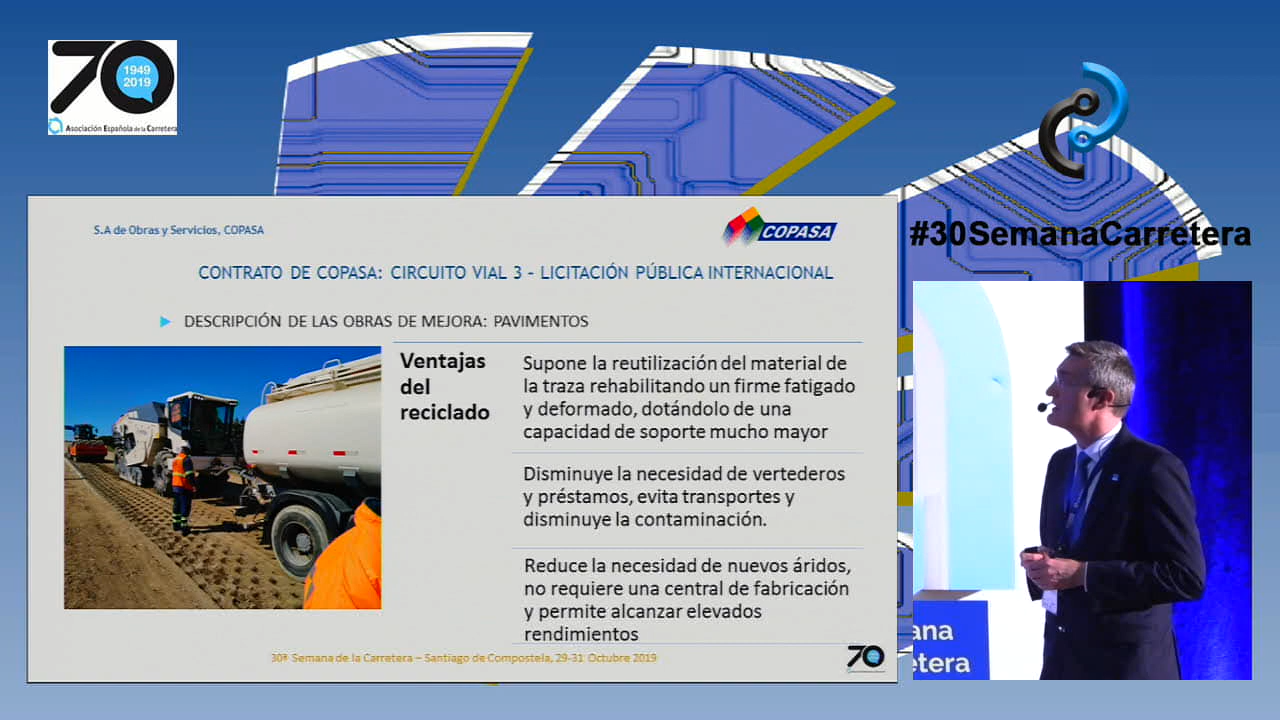 70
1949
2019
Asociación Española de la Carretera
#30SemanaCarretera
S.A de Obras y Servicios, COPASA
COPASA
CONTRATO DE COPASA: CIRCUITO VIAL 3 - LICITACIÓN PÚBLICA INTERNACIONAL
DESCRIPCIÓN DE LAS OBRAS DE MEJORA: PAVIMENTOS
Ventajas
del
reciclado
Supone la reutilización del material de
la traza rehabilitando un firme fatigado
y deformado, dotándolo de una
capacidad de soporte mucho mayor
Disminuye la necesidad de vertederos
y préstamos, evita transportes y
disminuye la contaminación.
Reduce la necesidad de nuevos áridos,
no requiere una central de fabricación
y permite alcanzar elevados
rendimientos
30ª Semana de la Carretera – Santiago de Compostela, 29-31 Octubre 2019
70
ana
etera